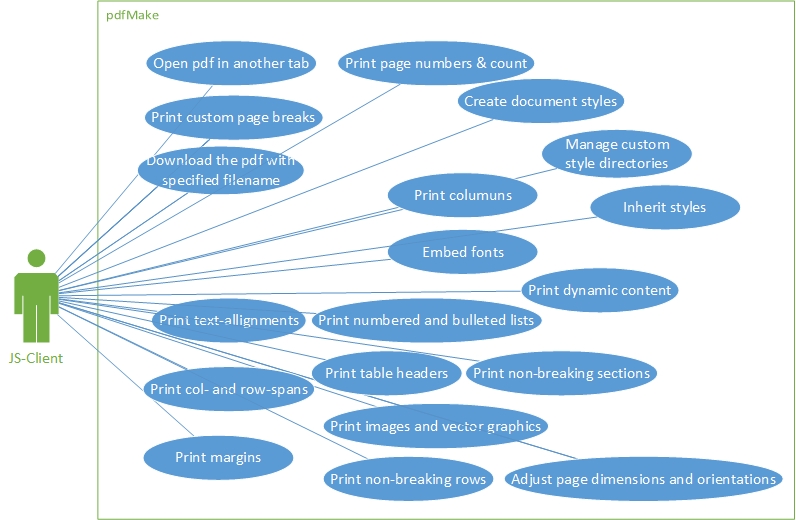 pdfMake
Open pdf in another tab
Print page numbers & count
Create document styles
Print custom page breaks
Manage custom
style directories
Download the pdf with
specified filename
Print columuns
Inherit styles
Embed fonts
Print dynamic content
Print text-allignments
Print numbered and bulleted lists
JS-Client
Print table headers
Print non-breaking sections
Print col- and row-spans
Print images and vector graphics
Print margins
Print non-breaking rows
Adjust page dimensions and orientations